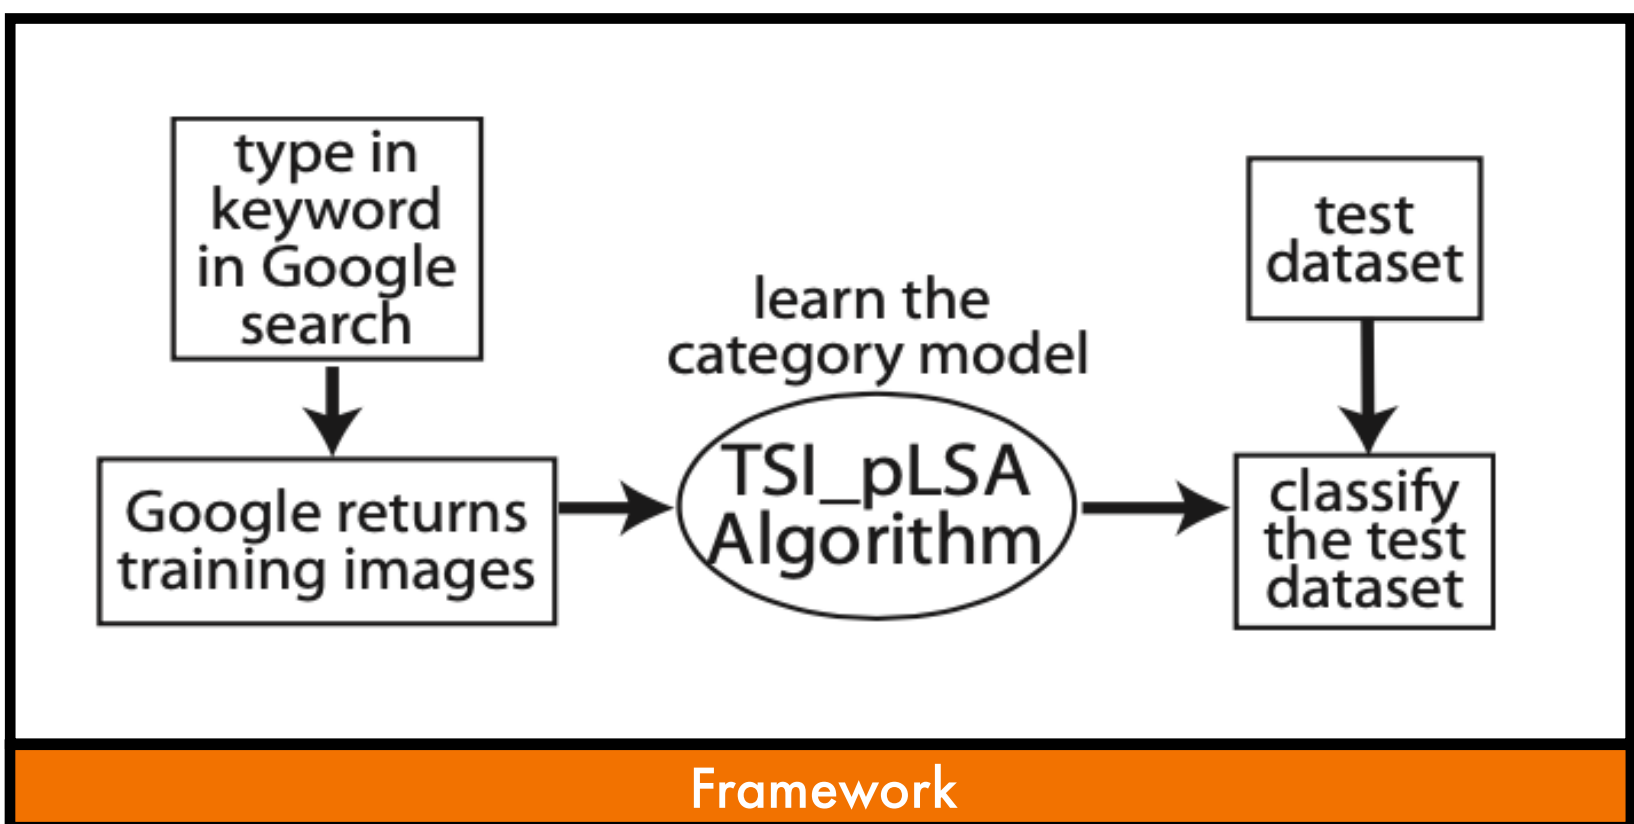 type in
keyword
in Google
search
Google returns
training images
learn the
category model
TSI_pLSA
Algorithm
test
dataset
classify
the test
dataset
Framework